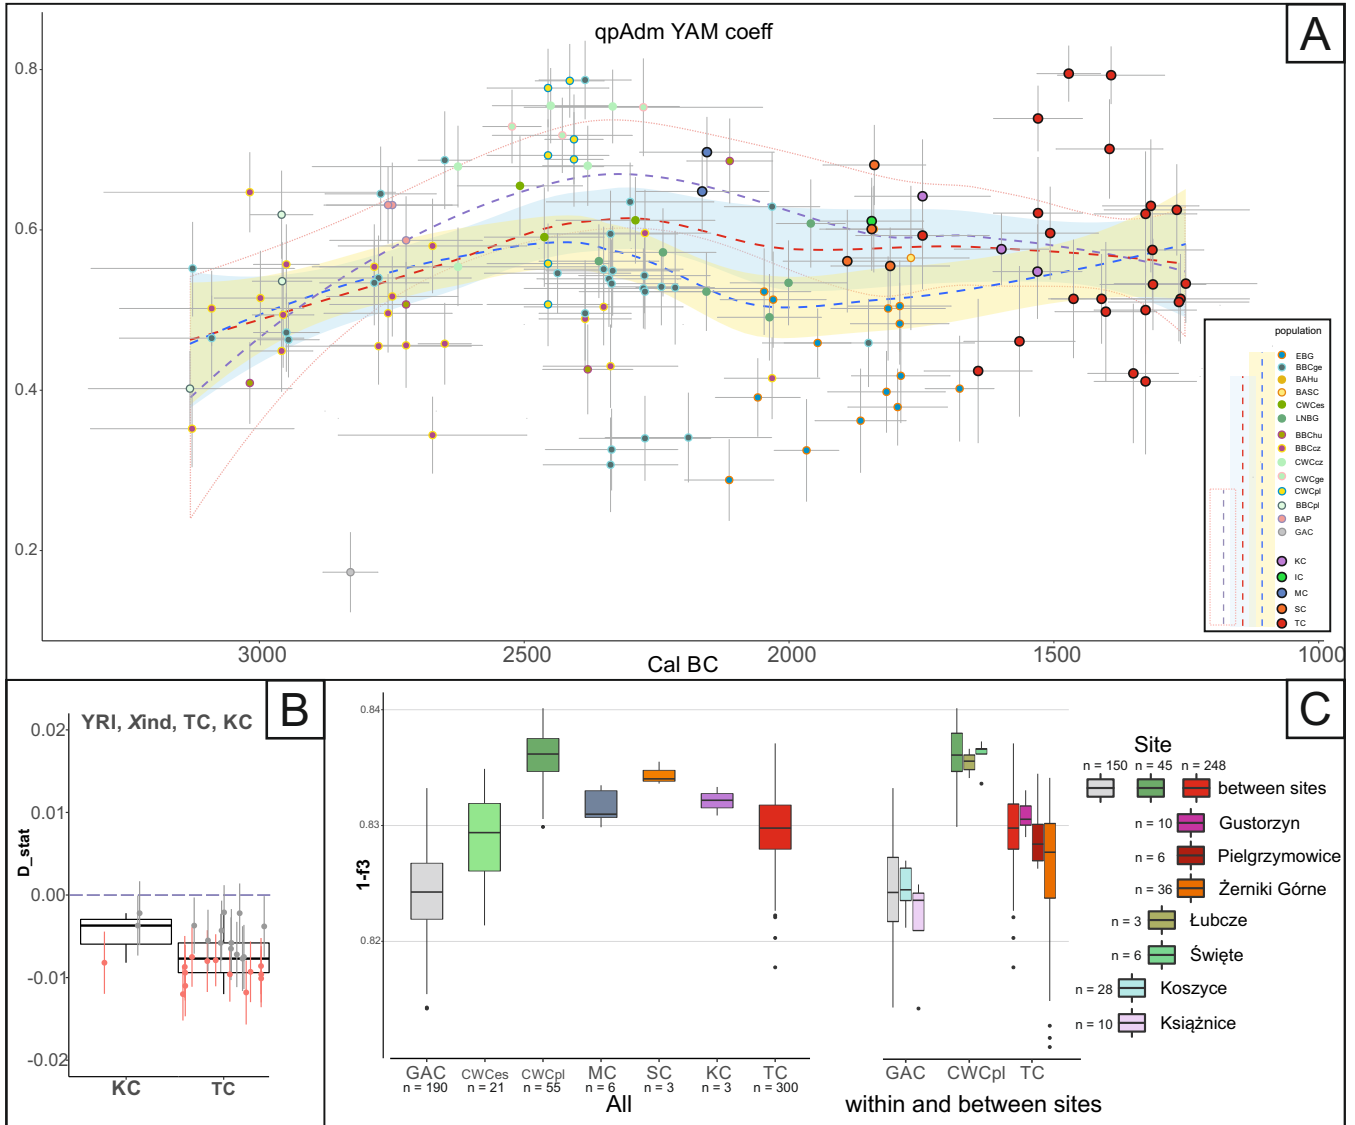 qpAdm YAM coeff
A
0.8
0.6
0.4
0.2
3000
2500
2000
1500
1000
Cal BC
population
EBG
BBCge
BAHu
BASC
CWCes
LNBG
BBChu
BBCcz
CWCcz
CWCge
CWCpl
BBCpl
BAP
GAC
KC
IC
MC
SC
TC
B
YRI, Xind, TC, KC
D_stat
0.02
0.01
0.00
-0.01
-0.02
KC
TC
C
1-f3
0.84
0.83
0.82
GAC
n = 190
CWCes
n = 21
CWCpl
n = 55
MC
n = 6
SC
n = 3
KC
n = 3
TC
n = 300
All
GAC
CWCpl
TC
within and between sites
Site
n = 150
n = 45
n = 248
between sites
n = 10
Gustorzyn
n = 6
Pielgrzymowice
n = 36
Żerniki Górne
n = 3
Łubcze
n = 6
Święte
n = 28
Koszyce
n = 10
Książnice